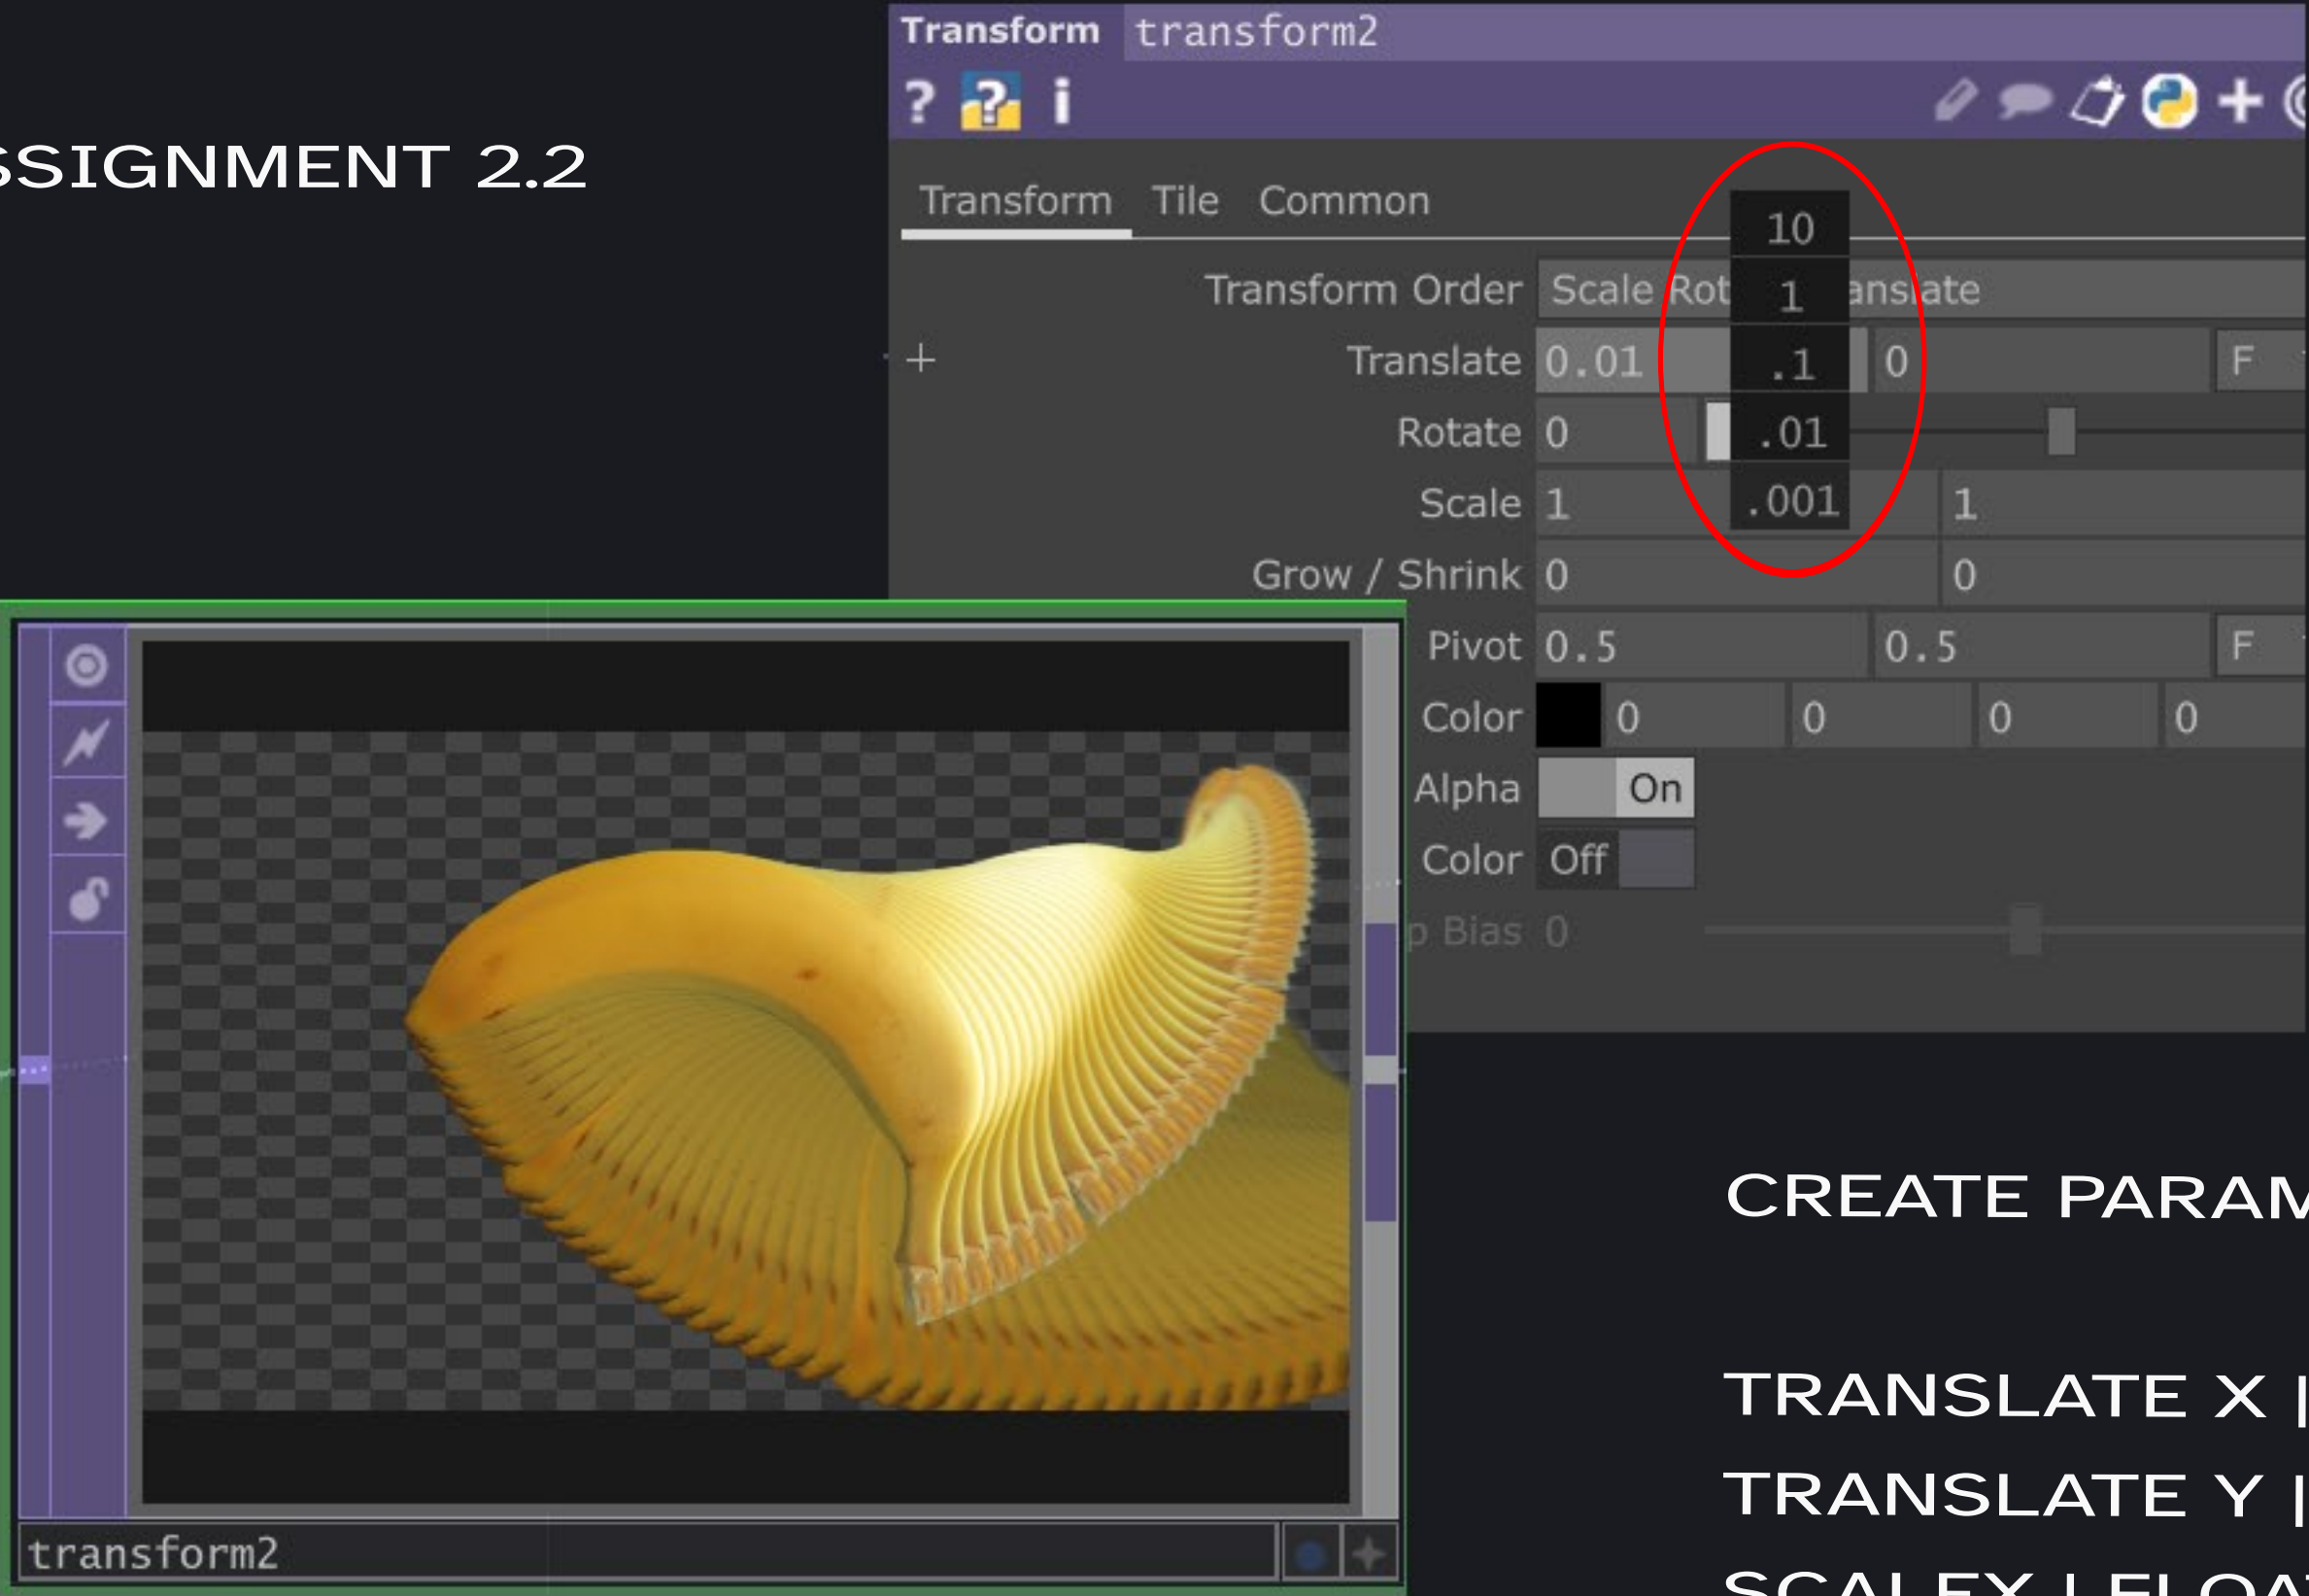 SSIGNMENT 2.2
Transform transform2
? ? i
Transform Tile Common
10
1
.1
.01
.001
Transform Order Scale Rot anslate
Translate 0.01 0 F
Rotate 0
Scale 1 1
Grow / Shrink 0 0
Pivot 0.5 0.5 F
Color 0 0 0 0
Alpha On
Color Off
p Bias 0
transform2
CREATE PARAM
TRANSLATE X |
TRANSLATE Y |
SCALEX | FLOAT